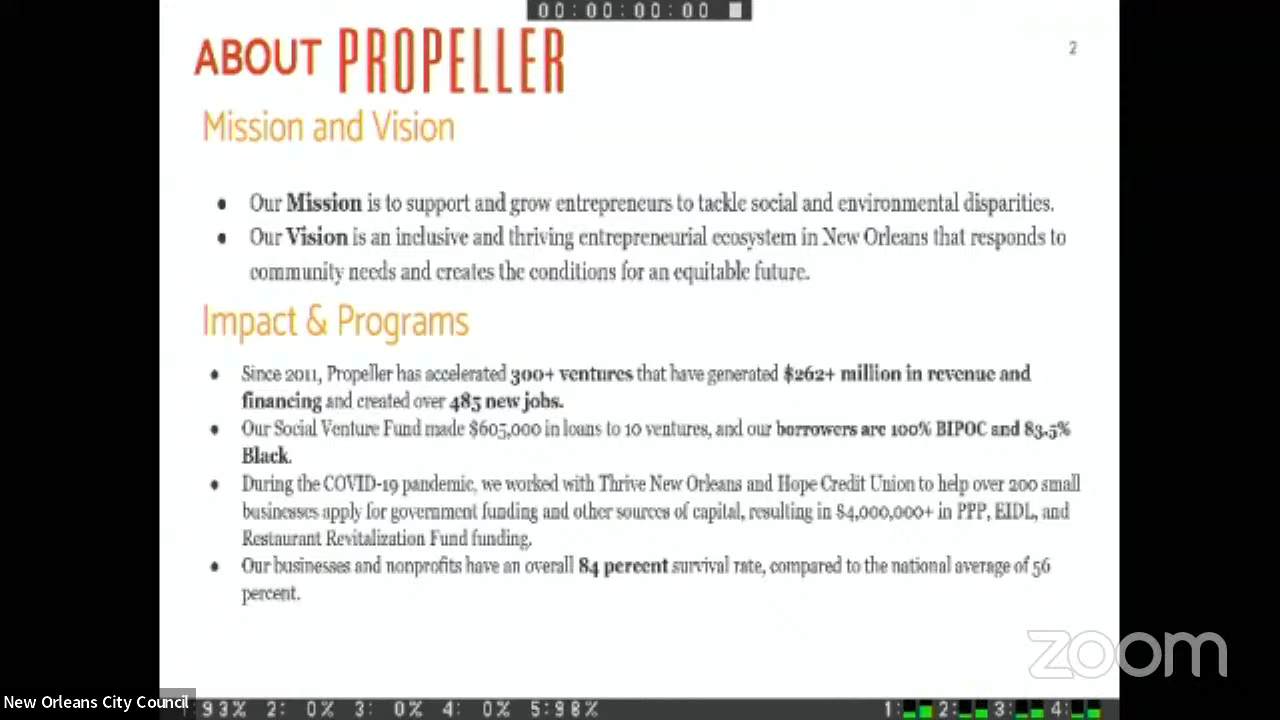 00:00:00:00
ABOUT PROPELLER
2
Mission and Vision
● Our Mission is to support and grow entrepreneurs to tackle social and environmental disparities.
● Our Vision is an inclusive and thriving entrepreneurial ecosystem in New Orleans that responds to
community needs and creates the conditions for an equitable future.
Impact & Programs
● Since 2011, Propeller has accelerated 300+ ventures that have generated $262+ million in revenue and
financing and created over 485 new jobs.
● Our Social Venture Fund made $605,000 in loans to 10 ventures, and our borrowers are 100% BIPOC and 83.5%
Black.
● During the COVID-19 pandemic, we worked with Thrive New Orleans and Hope Credit Union to help over 200 small
businesses apply for government funding and other sources of capital, resulting in $4,000,000+ in PPP, EIDL, and
Restaurant Revitalization Fund funding.
● Our businesses and nonprofits have an overall 84 percent survival rate, compared to the national average of 56
percent.
zoom
New Orleans City Council
1:93% 2: 0% 3: 0% 4: 0% 5:98% 1: 2: 3: 4: